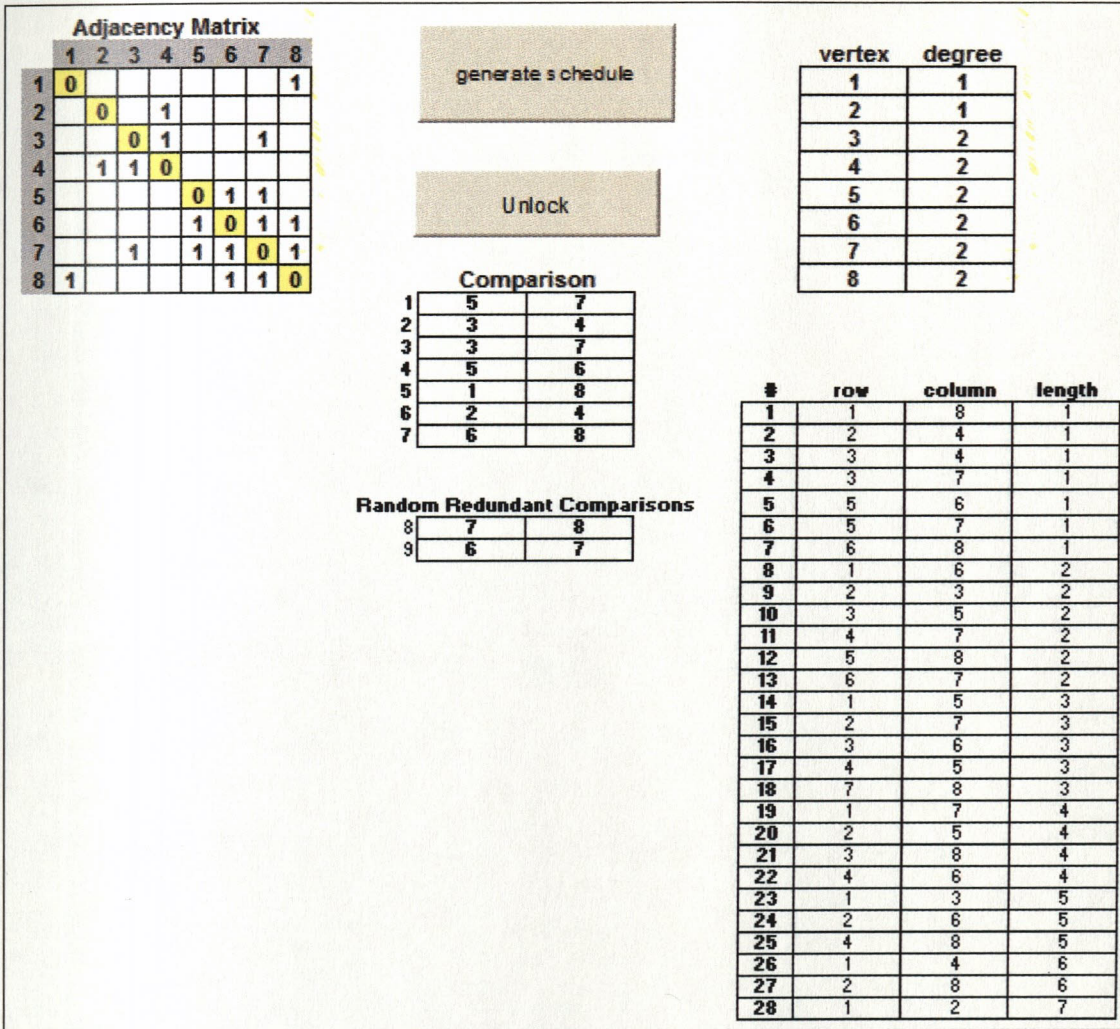 Adjacency Matrix
1 2 3 4 5 6 7 8
1 0 1
2 0 1
3 0 1 1
4 1 1 0
5 0 1 1
6 1 0 1 1
7 1 1 1 0 1
8 1 1 1 0
generate schedule
Unlock
Comparison
1 5 7
2 3 4
3 3 7
4 5 6
5 1 8
6 2 4
7 6 8
Random Redundant Comparisons
8 7 8
9 6 7
vertex degree
1 1
2 1
3 2
4 2
5 2
6 2
7 2
8 2
# row column length
1 1 8 1
2 2 4 1
3 3 4 1
4 3 7 1
5 5 6 1
6 5 7 1
7 6 8 1
8 1 6 2
9 2 3 2
10 3 5 2
11 4 7 2
12 5 8 2
13 6 7 2
14 1 5 3
15 2 7 3
16 3 6 3
17 4 5 3
18 7 8 3
19 1 7 4
20 2 5 4
21 3 8 4
22 4 6 4
23 1 3 5
24 2 6 5
25 4 8 5
26 1 4 6
27 2 8 6
28 1 2 7